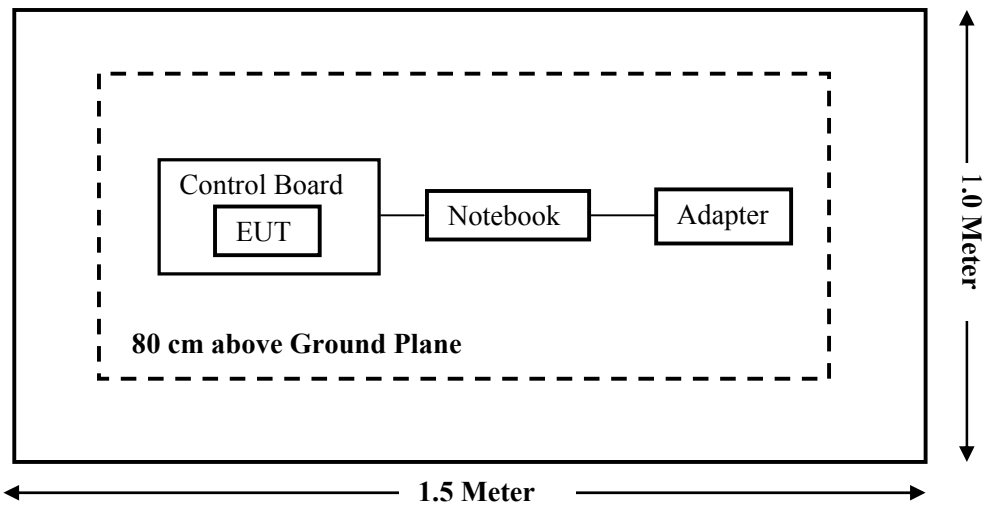 Control Board
EUT
Notebook
Adapter
80 cm above Ground Plane
1.0 Meter
1.5 Meter